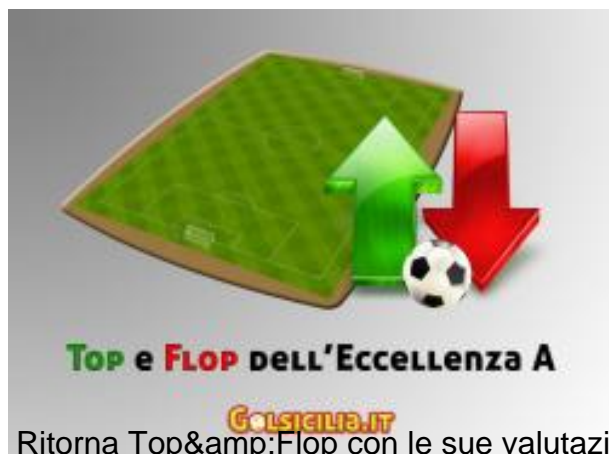 Top e Flop dell'Eccellenza A
Golsicilia.it
Ritorna Top&amp;Flop con le sue valutazi